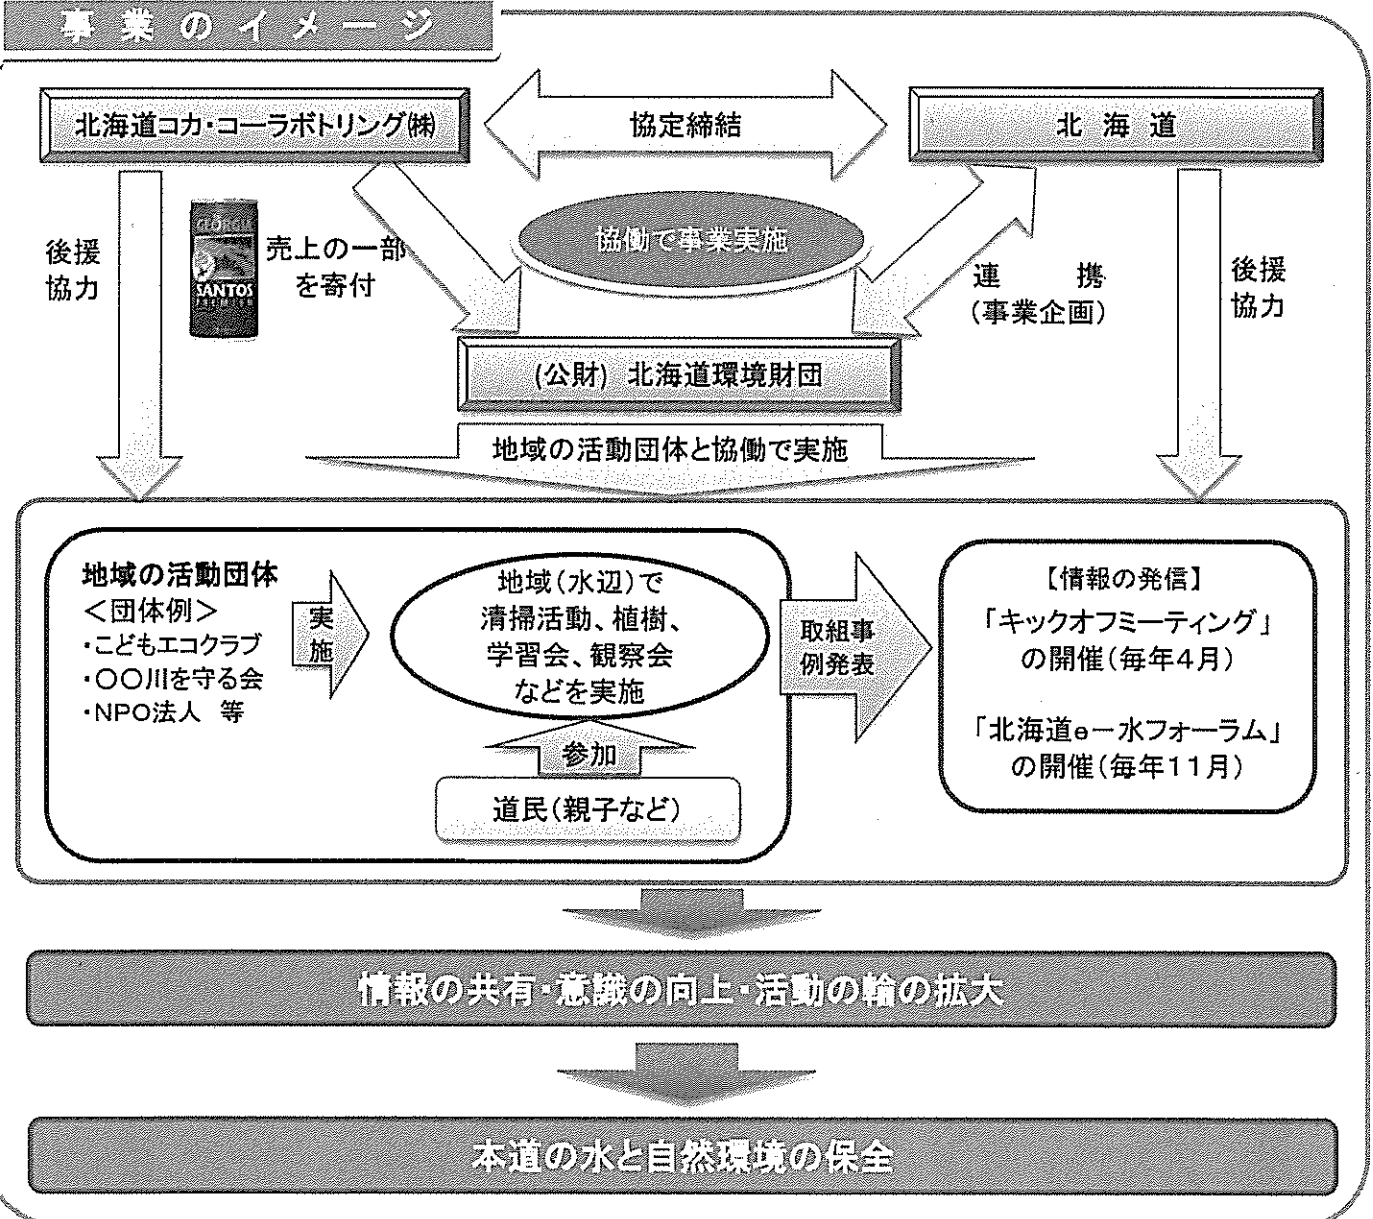 事業のイメージ
北海道コカ・コーラボトリング㈱
協定締結
北海道
後援
協力
GEORGIA
SANTOS
PREMIUM
売上の一部
を寄付
協働で事業実施
連携
(事業企画)
後援
協力
(公財) 北海道環境財団
地域の活動団体と協働で実施
地域の活動団体
＜団体例＞
・こどもエコクラブ
・〇〇川を守る会
・NPO法人 等
実
施
地域(水辺)で
清掃活動、植樹、
学習会、観察会
などを実施
参加
道民(親子など)
取組事
例発表
【情報の発信】
「キックオフミーティング」
の開催(毎年4月)
「北海道e－水フォーラム」
の開催(毎年11月)
情報の共有・意識の向上・活動の輪の拡大
本道の水と自然環境の保全